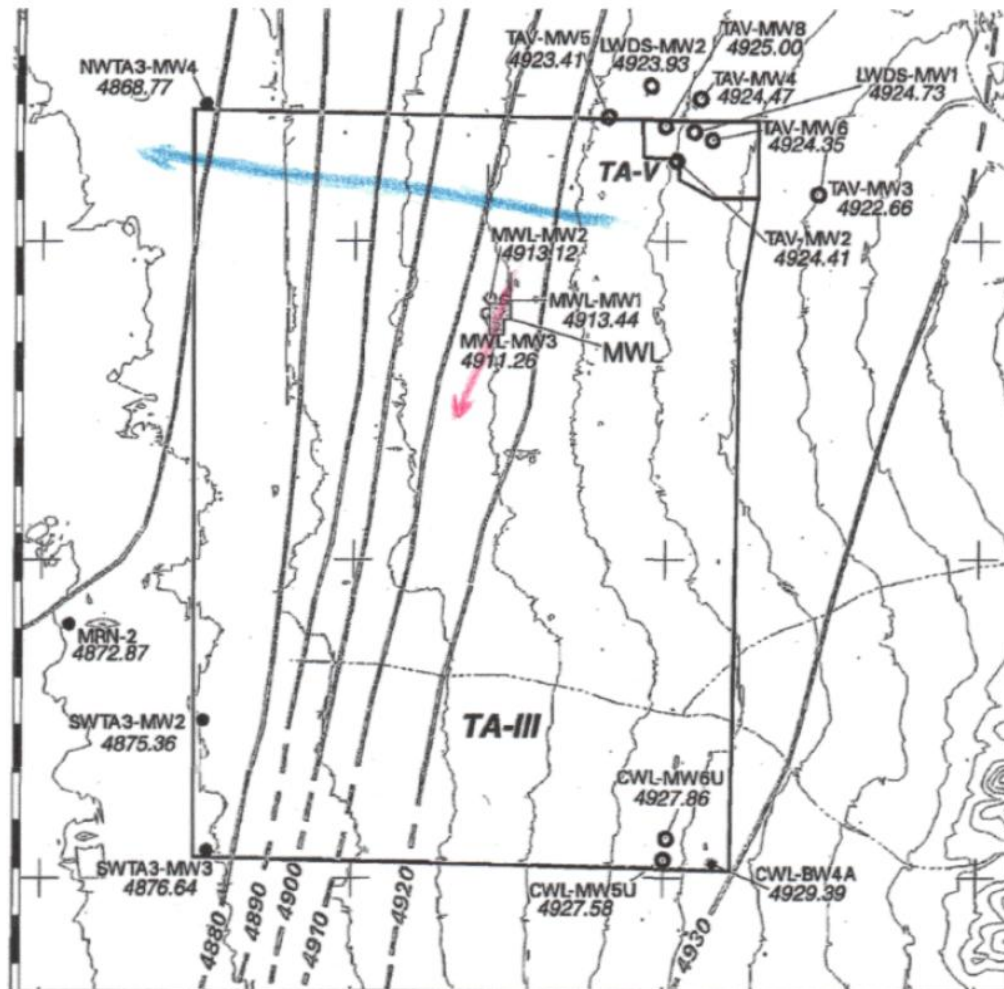 TAV-MW5
4923.41
LWDS-MW2
4923.93
TAV-MW8
4925.00
TAV-MW4
4924.47
LWDS-MW1
4924.73
NWTA3-MW4
4868.77
TAV-MW6
4924.35
TA-V
TAV-MW3
4922.66
TAV-MW2
4924.41
MWL-MW2
4913.12
MWL-MW1
4913.44
MWL-MW3
4911.26
MWL
MRN-2
4872.87
SWTA3-MW2
4875.36
TA-III
CWL-MW6U
4927.86
SWTA3-MW3
4876.64
CWL-MW5U
4927.58
CWL-BW4A
4929.39
4880
4890
4900
4910
4920
4930